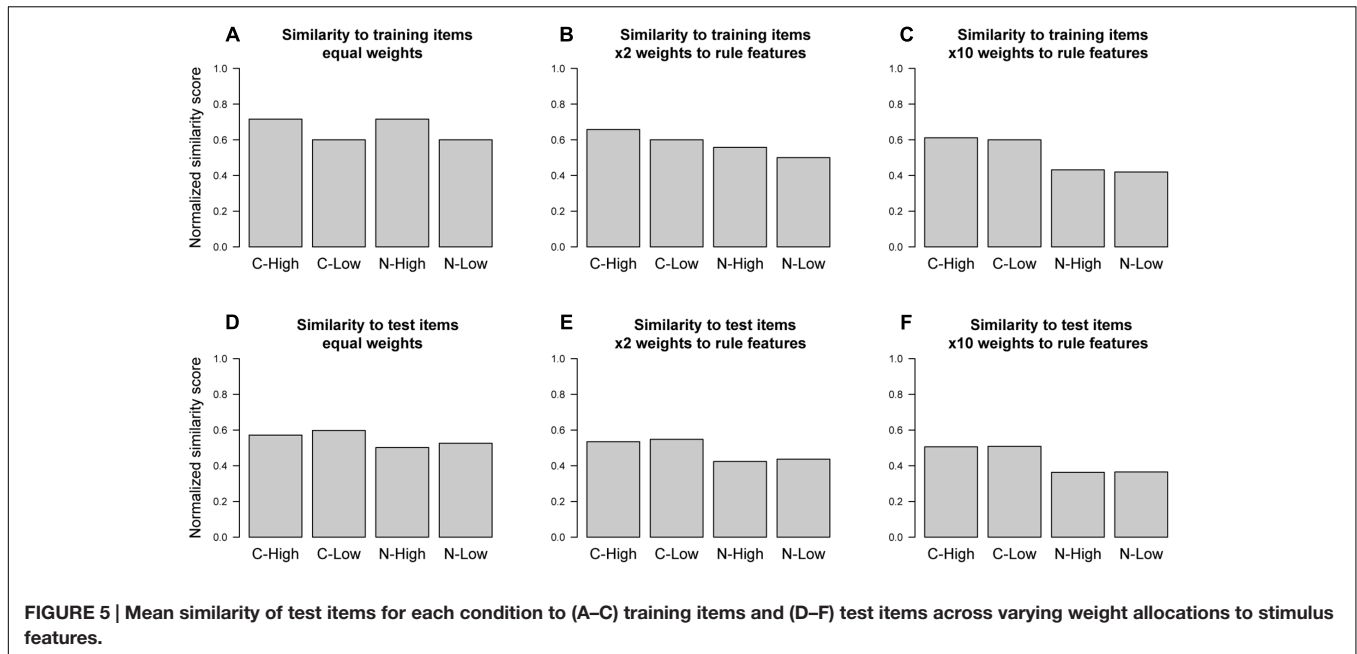 A
Similarity to training items
equal weights
Normalized similarity score
1.0
0.8
0.6
0.4
0.2
0.0
C-High C-Low N-High N-Low
B
Similarity to training items
x2 weights to rule features
1.0
0.8
0.6
0.4
0.2
0.0
C-High C-Low N-High N-Low
C
Similarity to training items
x10 weights to rule features
1.0
0.8
0.6
0.4
0.2
0.0
C-High C-Low N-High N-Low
D
Similarity to test items
equal weights
Normalized similarity score
1.0
0.8
0.6
0.4
0.2
0.0
C-High C-Low N-High N-Low
E
Similarity to test items
x2 weights to rule features
1.0
0.8
0.6
0.4
0.2
0.0
C-High C-Low N-High N-Low
F
Similarity to test items
x10 weights to rule features
1.0
0.8
0.6
0.4
0.2
0.0
C-High C-Low N-High N-Low
FIGURE 5 | Mean similarity of test items for each condition to (A–C) training items and (D–F) test items across varying weight allocations to stimulus
features.